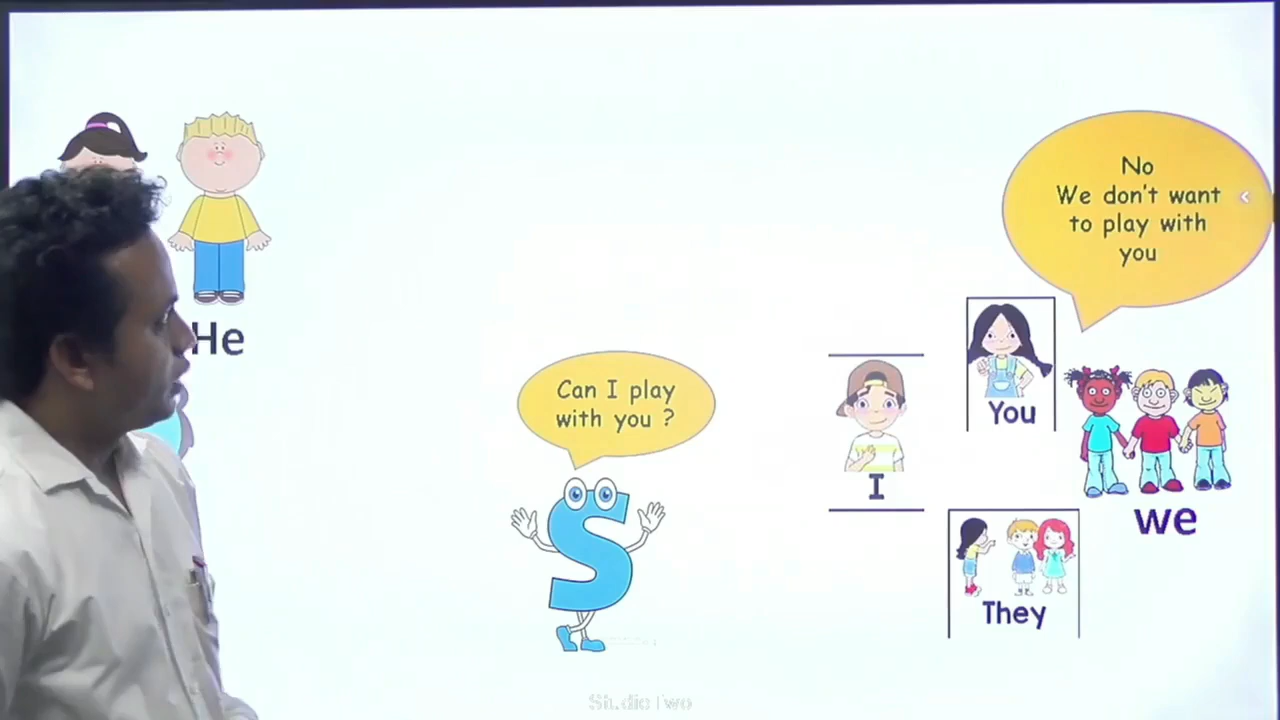 No
We don't want
to play with
you
He
Can I play
with you ?
You
I
we
They